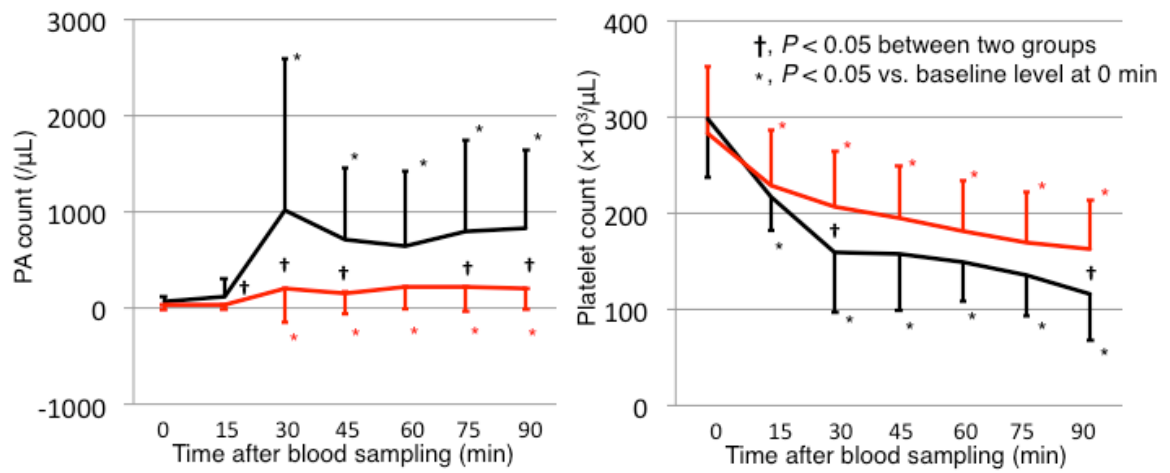 PA count (/μL)
3000
2000
1000
0
-1000
0 15 30 45 60 75 90
Time after blood sampling (min)
* * * * * *
† † † † †
* * * * *
Platelet count (×10³/μL)
400
300
200
100
0
†, P < 0.05 between two groups
*, P < 0.05 vs. baseline level at 0 min
* * * * * *
† †
* * * * * *
0 15 30 45 60 75 90
Time after blood sampling (min)